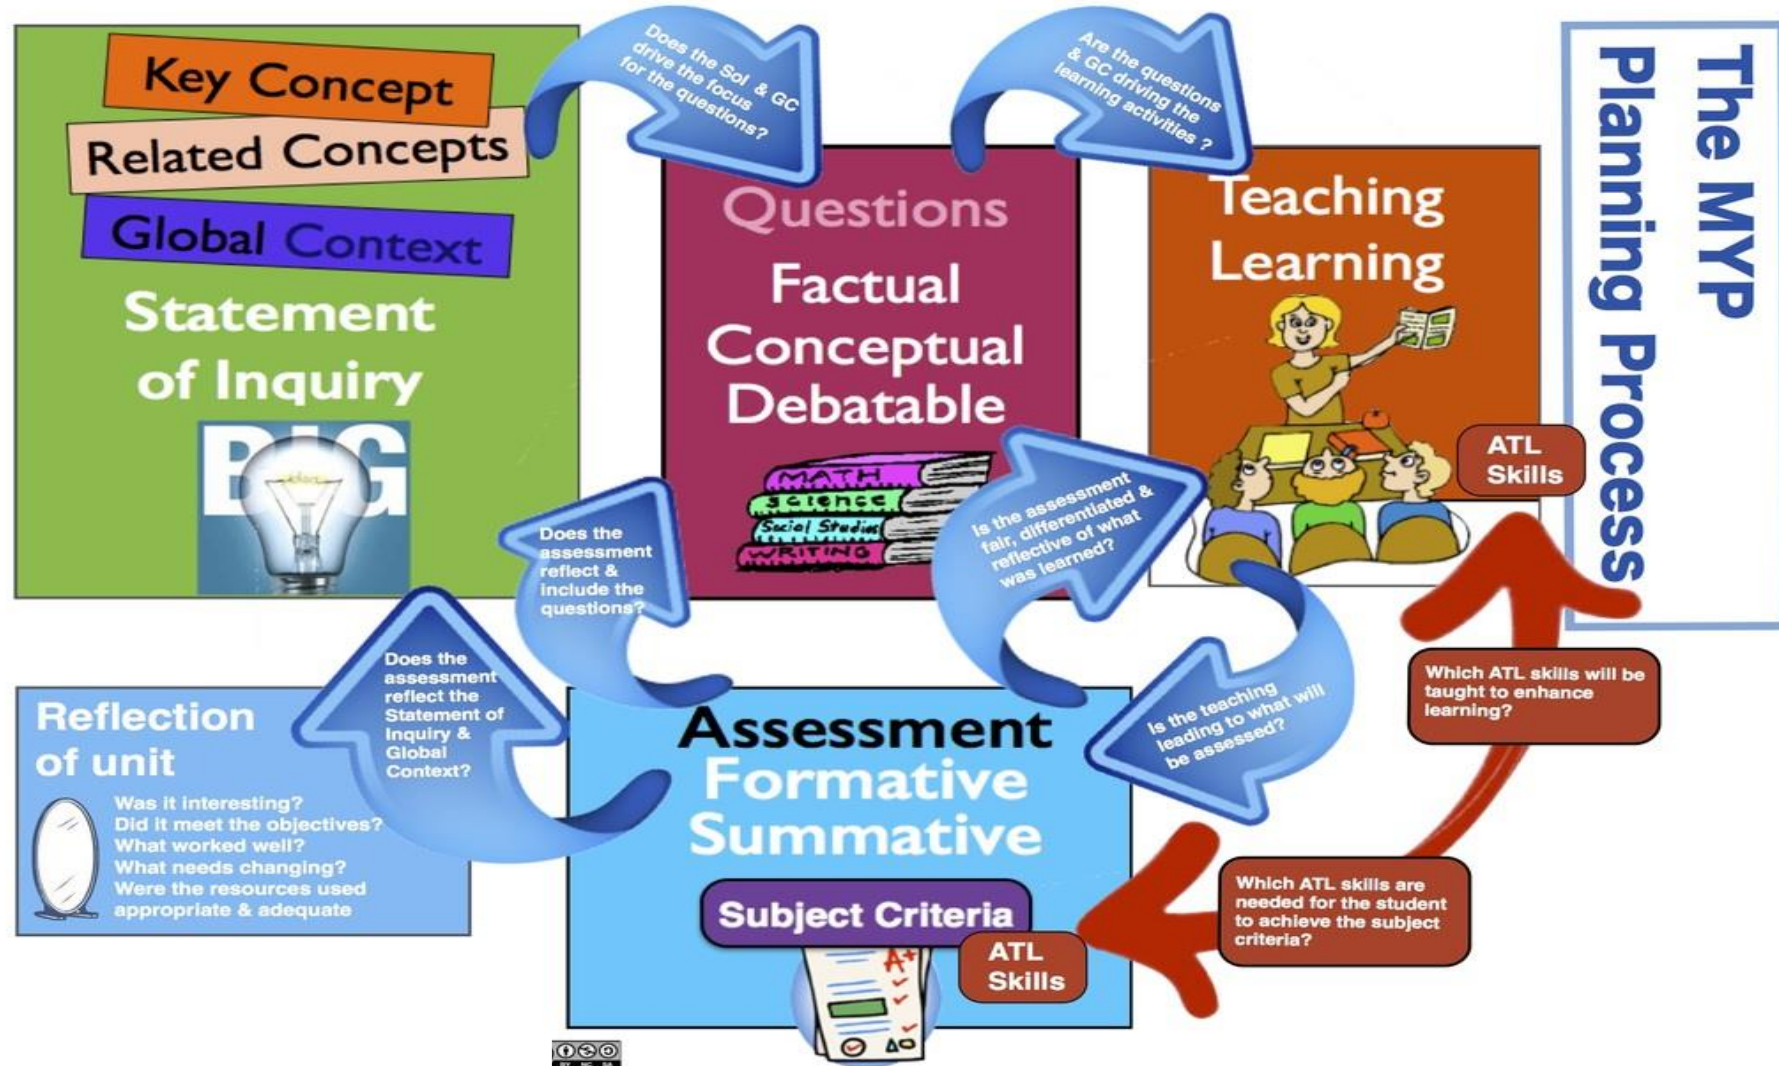 Key Concept
Related Concepts
Global Context
Statement
of Inquiry
BIG
Does the SoI & GC
drive the focus
for the questions?
Questions
Factual
Conceptual
Debatable
MATH
Science
Social Studies
WRITING
Are the questions
& GC driving the
learning activities ?
Teaching
Learning
ATL
Skills
The MYP
Planning Process
Does the
assessment
reflect &
include the
questions?
Is the assessment
fair, differentiated &
reflective of what
was learned?
Is the teaching
leading to what will
be assessed?
Which ATL skills will be
taught to enhance
learning?
Reflection
of unit
Was it interesting?
Did it meet the objectives?
What worked well?
What needs changing?
Were the resources used
appropriate & adequate
Does the
assessment
reflect the
Statement of
Inquiry &
Global
Context?
Assessment
Formative
Summative
Subject Criteria
ATL
Skills
A+
Which ATL skills are
needed for the student
to achieve the subject
criteria?
BY NC SA